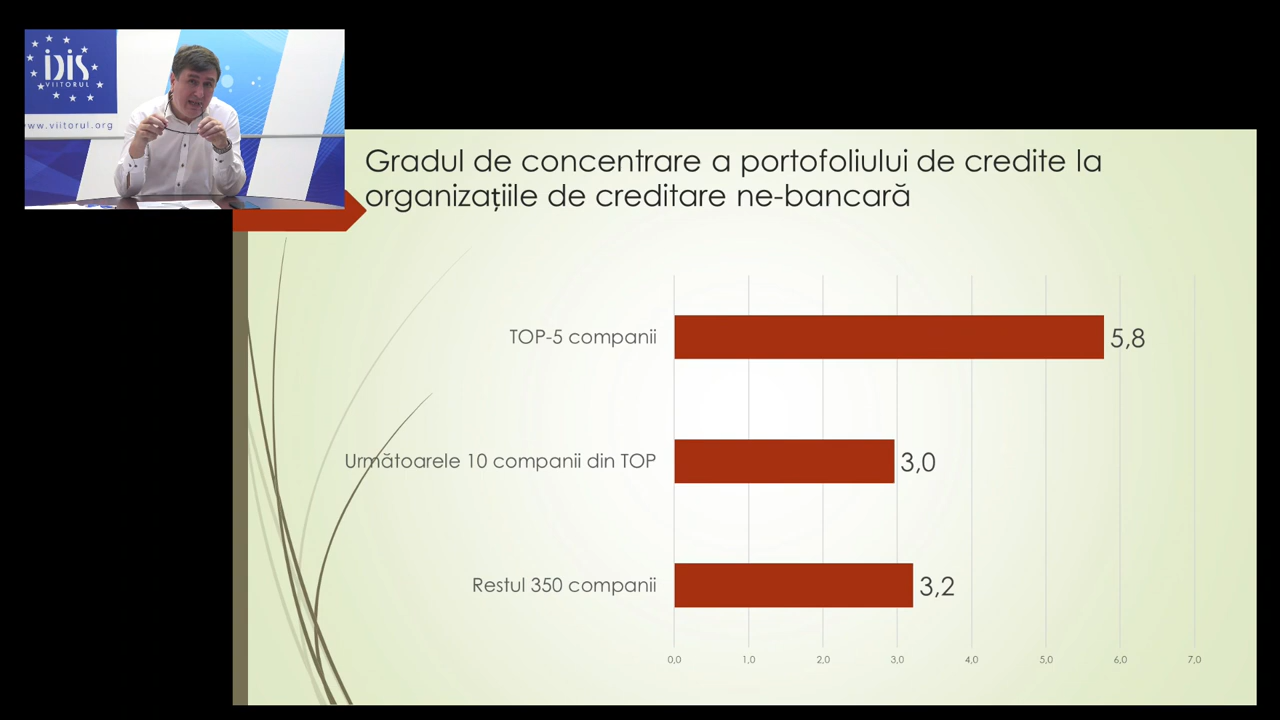 iDiS
VIITORUL
www.viitorul.org
Gradul de concentrare a portofoliului de credite la
organizațiile de creditare ne-bancară
TOP-5 companii
5,8
Următoarele 10 companii din TOP
3,0
Restul 350 companii
3,2
0,0 1,0 2,0 3,0 4,0 5,0 6,0 7,0